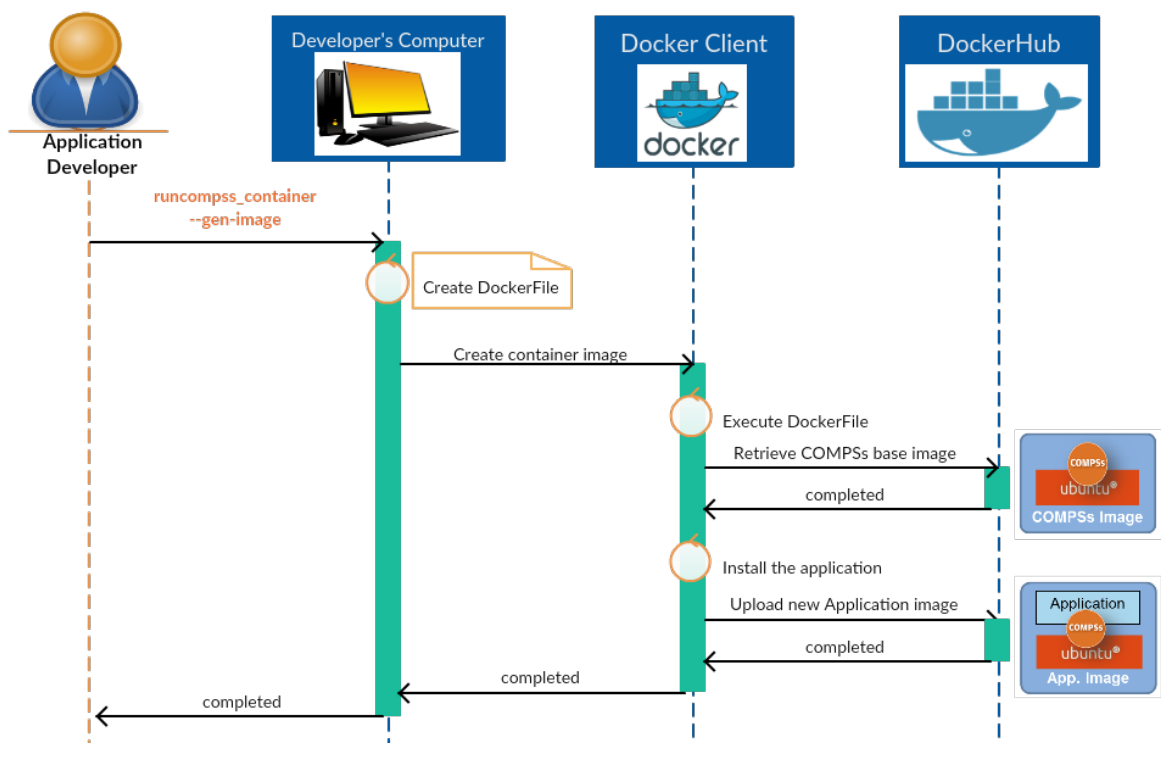 Developer's Computer
Docker Client
DockerHub
docker
Application
Developer
runcompss_container
--gen-image
Create DockerFile
Create container image
Execute DockerFile
Retrieve COMPSs base image
COMPSs
ubuntu®
COMPSs Image
completed
Install the application
Upload new Application image
Application
COMPSs
ubuntu®
App. Image
completed
completed
completed